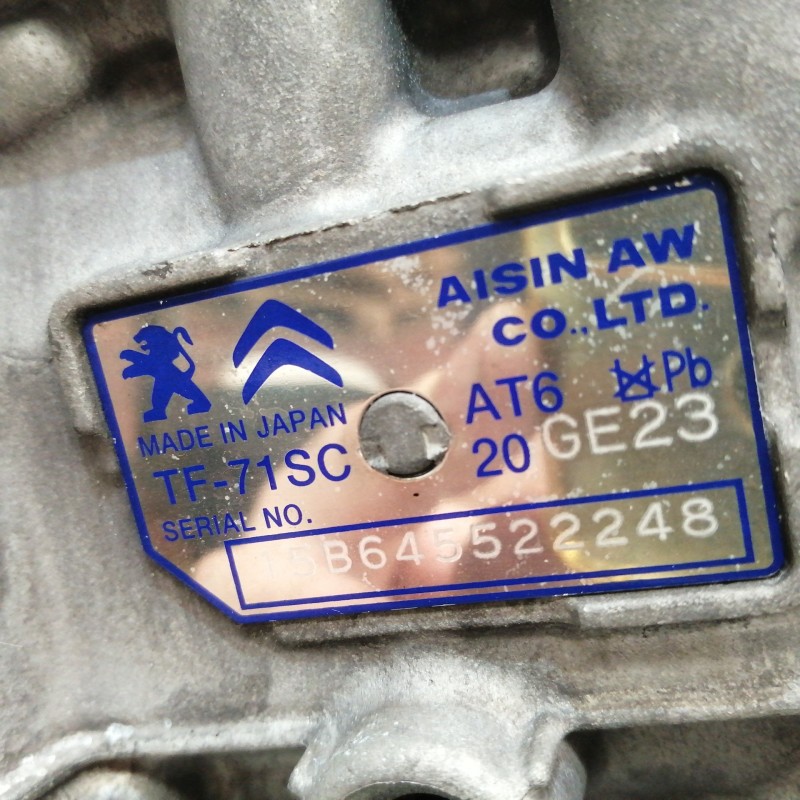 AISIN AW
CO., LTD.
AT6 Pb
MADE IN JAPAN
TF-71SC
20 GE23
SERIAL NO.
15B645522248